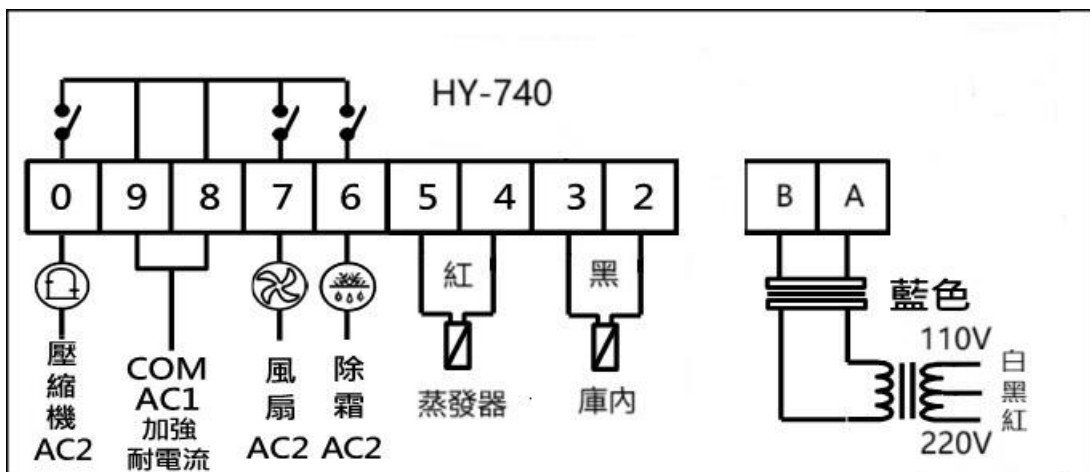 HY-740
0 9 8 7 6 5 4 3 2 B A
紅 黑
藍色
壓縮機
AC2
COM
AC1
加強
耐電流
風扇
AC2
除霜
AC2
蒸發器
庫內
110V
白
黑
紅
220V